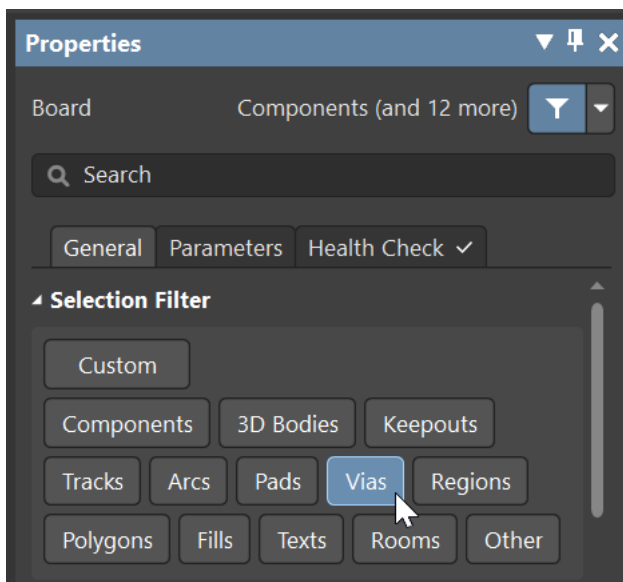 Properties
Board Components (and 12 more)
Search
General Parameters Health Check
Selection Filter
Custom
Components 3D Bodies Keepouts
Tracks Arcs Pads Vias Regions
Polygons Fills Texts Rooms Other